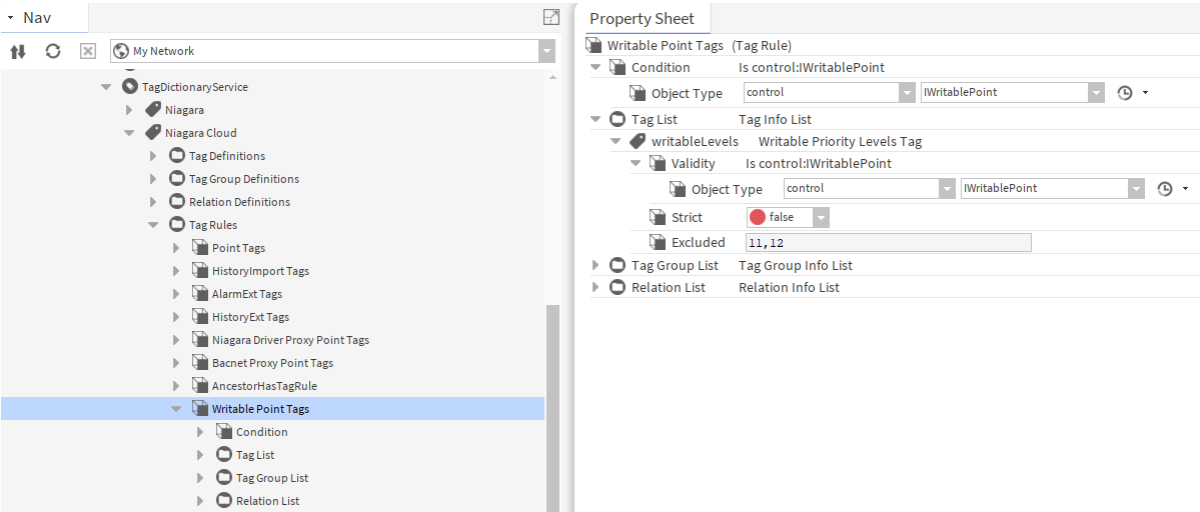 Nav
My Network
TagDictionaryService
Niagara
Niagara Cloud
Tag Definitions
Tag Group Definitions
Relation Definitions
Tag Rules
Point Tags
HistoryImport Tags
AlarmExt Tags
HistoryExt Tags
Niagara Driver Proxy Point Tags
Bacnet Proxy Point Tags
AncestorHasTagRule
Writable Point Tags
Condition
Tag List
Tag Group List
Relation List
Property Sheet
Writable Point Tags (Tag Rule)
Condition Is control:IWritablePoint
Object Type control IWritablePoint
Tag List Tag Info List
writableLevels Writable Priority Levels Tag
Validity Is control:IWritablePoint
Object Type control IWritablePoint
Strict false
Excluded 11,12
Tag Group List Tag Group Info List
Relation List Relation Info List